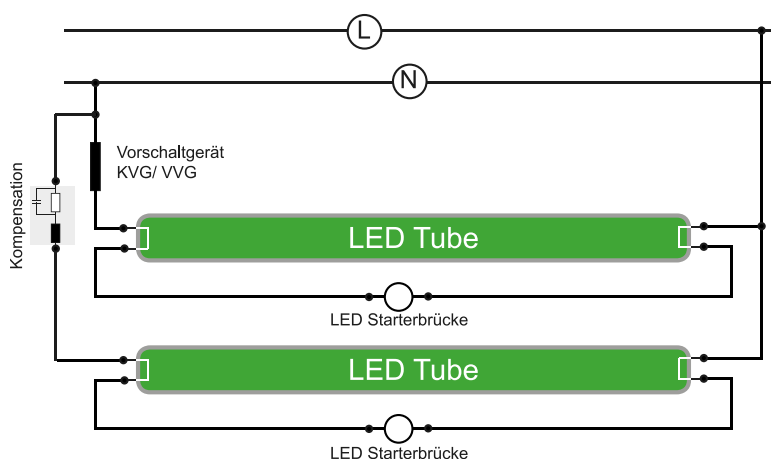 L
N
Vorschaltgerät
KVG/ VVG
Kompensation
LED Tube
LED Starterbrücke
LED Tube
LED Starterbrücke